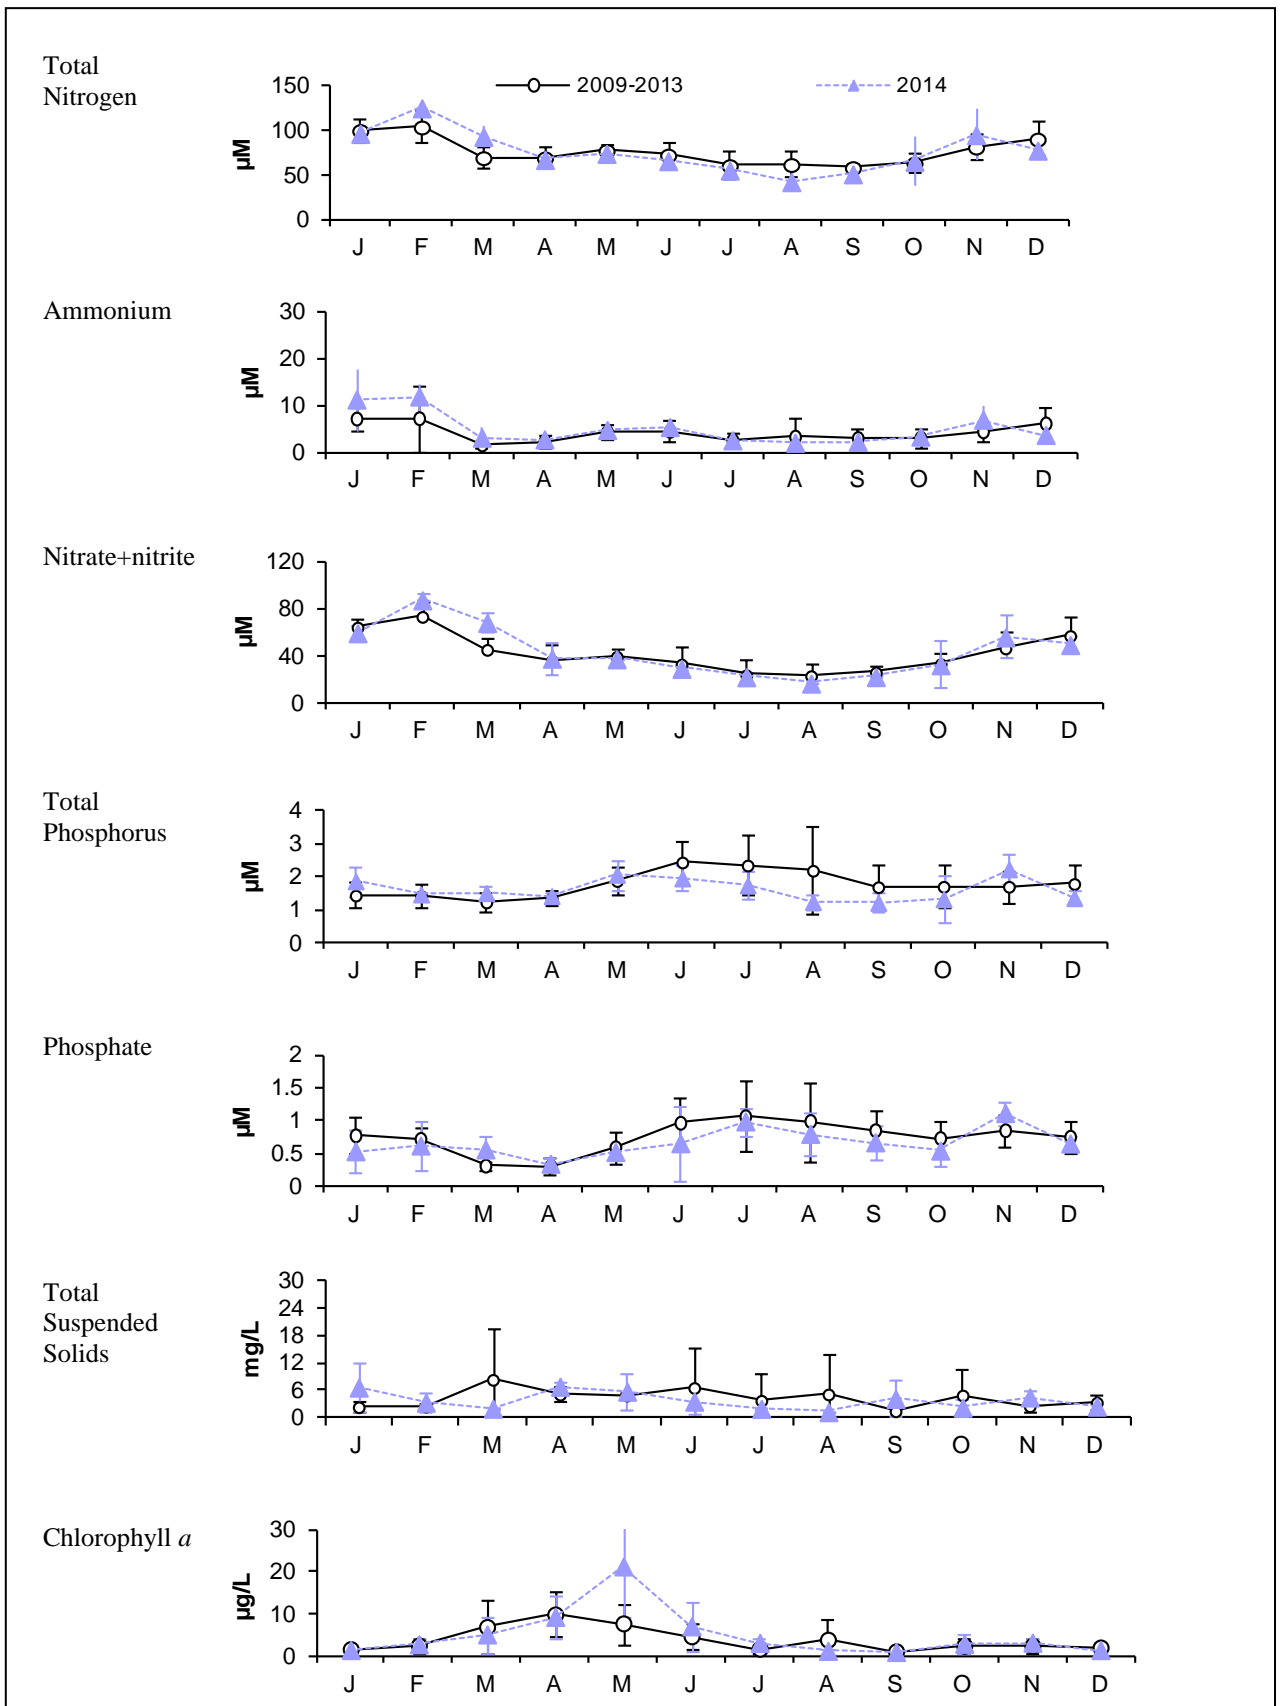 Total
Nitrogen
2009-2013
2014
150
100
50
0
µM
J F M A M J J A S O N D
Ammonium
30
20
10
0
µM
J F M A M J J A S O N D
Nitrate+nitrite
120
80
40
0
µM
J F M A M J J A S O N D
Total
Phosphorus
4
3
2
1
0
µM
J F M A M J J A S O N D
Phosphate
2
1.5
1
0.5
0
µM
J F M A M J J A S O N D
Total
Suspended
Solids
30
24
18
12
6
0
mg/L
J F M A M J J A S O N D
Chlorophyll a
30
20
10
0
µg/L
J F M A M J J A S O N D